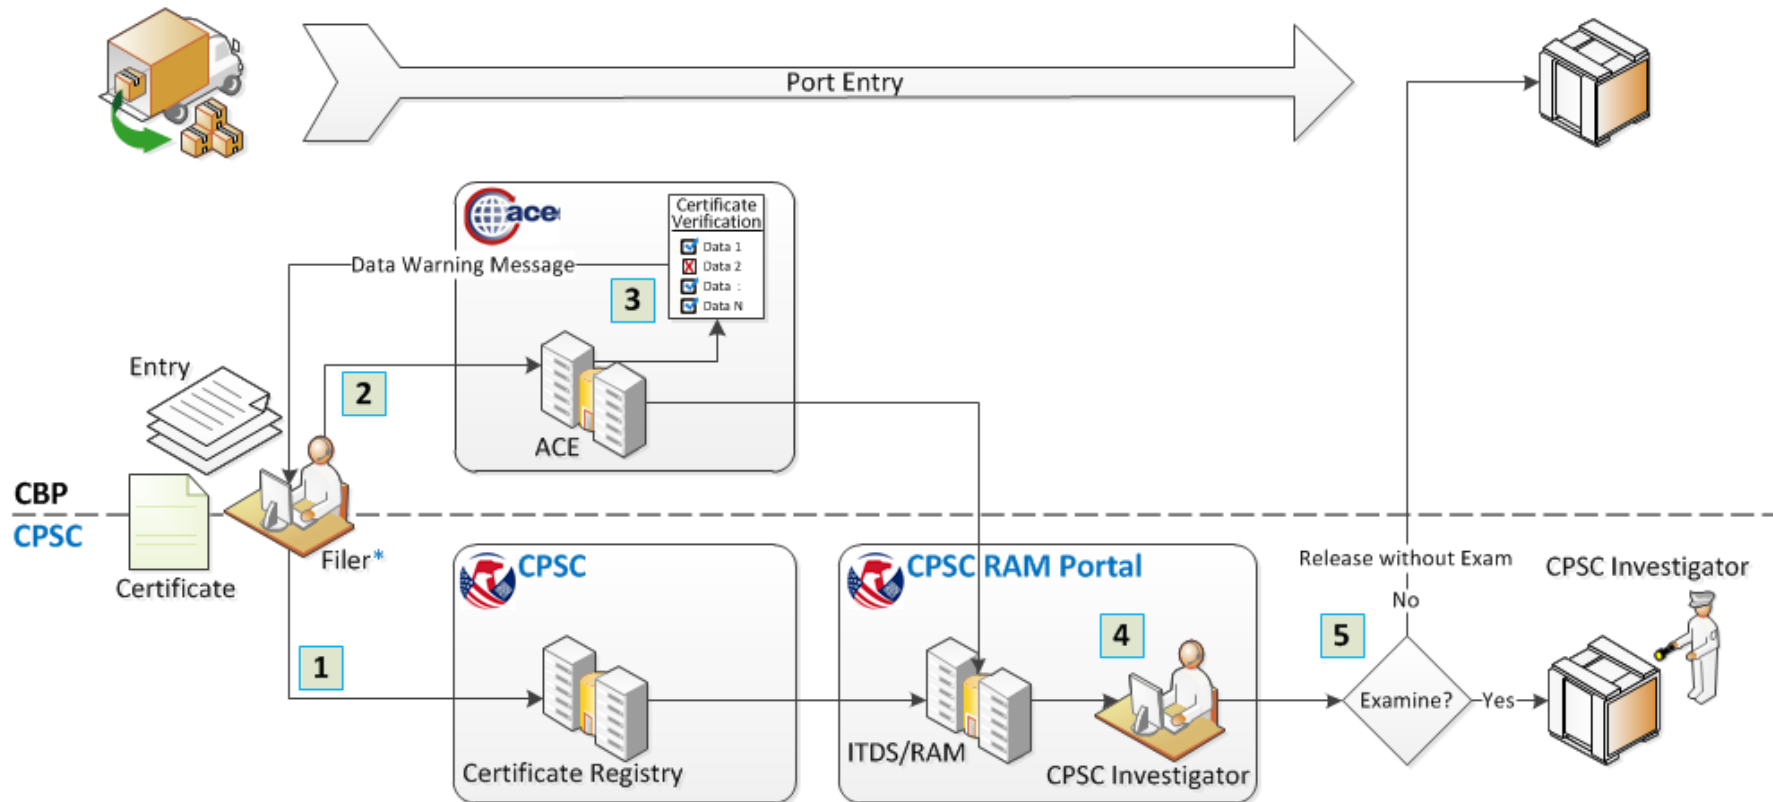 Port Entry
ace
Certificate
Verification
Data 1
Data 2
Data :
Data N
Data Warning Message
3
Entry
2
ACE
CBP
CPSC
Filer*
Certificate
CPSC
CPSC RAM Portal
Release without Exam
CPSC Investigator
No
1
4
5
Examine?
Yes
ITDS/RAM
Certificate Registry
CPSC Investigator